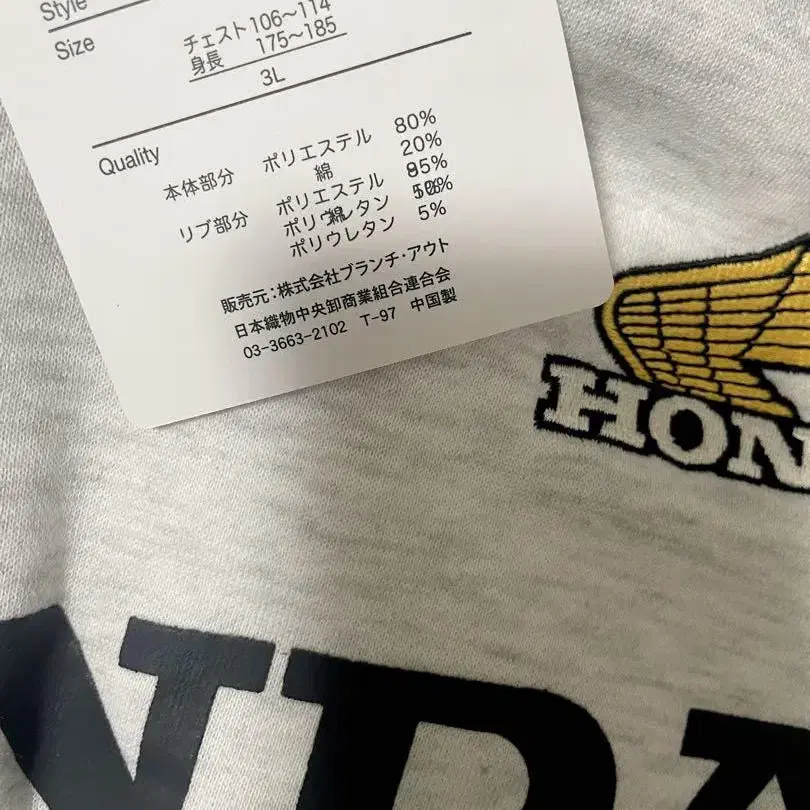 Style
Size
チェスト 106〜114
身長 175〜185
3L
Quality
本体部分 ポリエステル 80%
綿 20%
リブ部分 ポリエステル
ポリウレタン 5%
販売元：株式会社ブランチ・アウト
日本織物中央卸商業組合連合会
03-3663-2102 T-97 中国製
HON
NDA